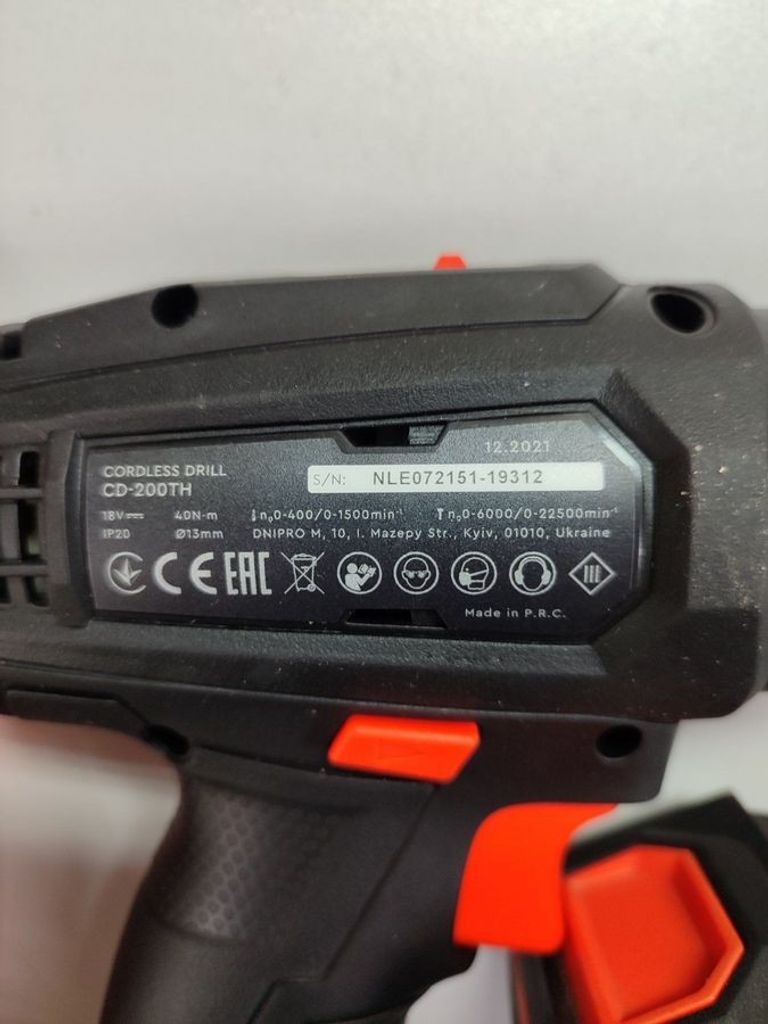 12.2021
CORDLESS DRILL
CD-200TH
S/N: NLE072151-19312
18V⎓ 40N·m n₀0-400/0-1500min⁻¹ n₀0-6000/0-22500min⁻¹
IP20 Ø13mm DNIPRO M, 10, I. Mazepy Str., Kyiv, 01010, Ukraine
CE EAC
Made in P.R.C.